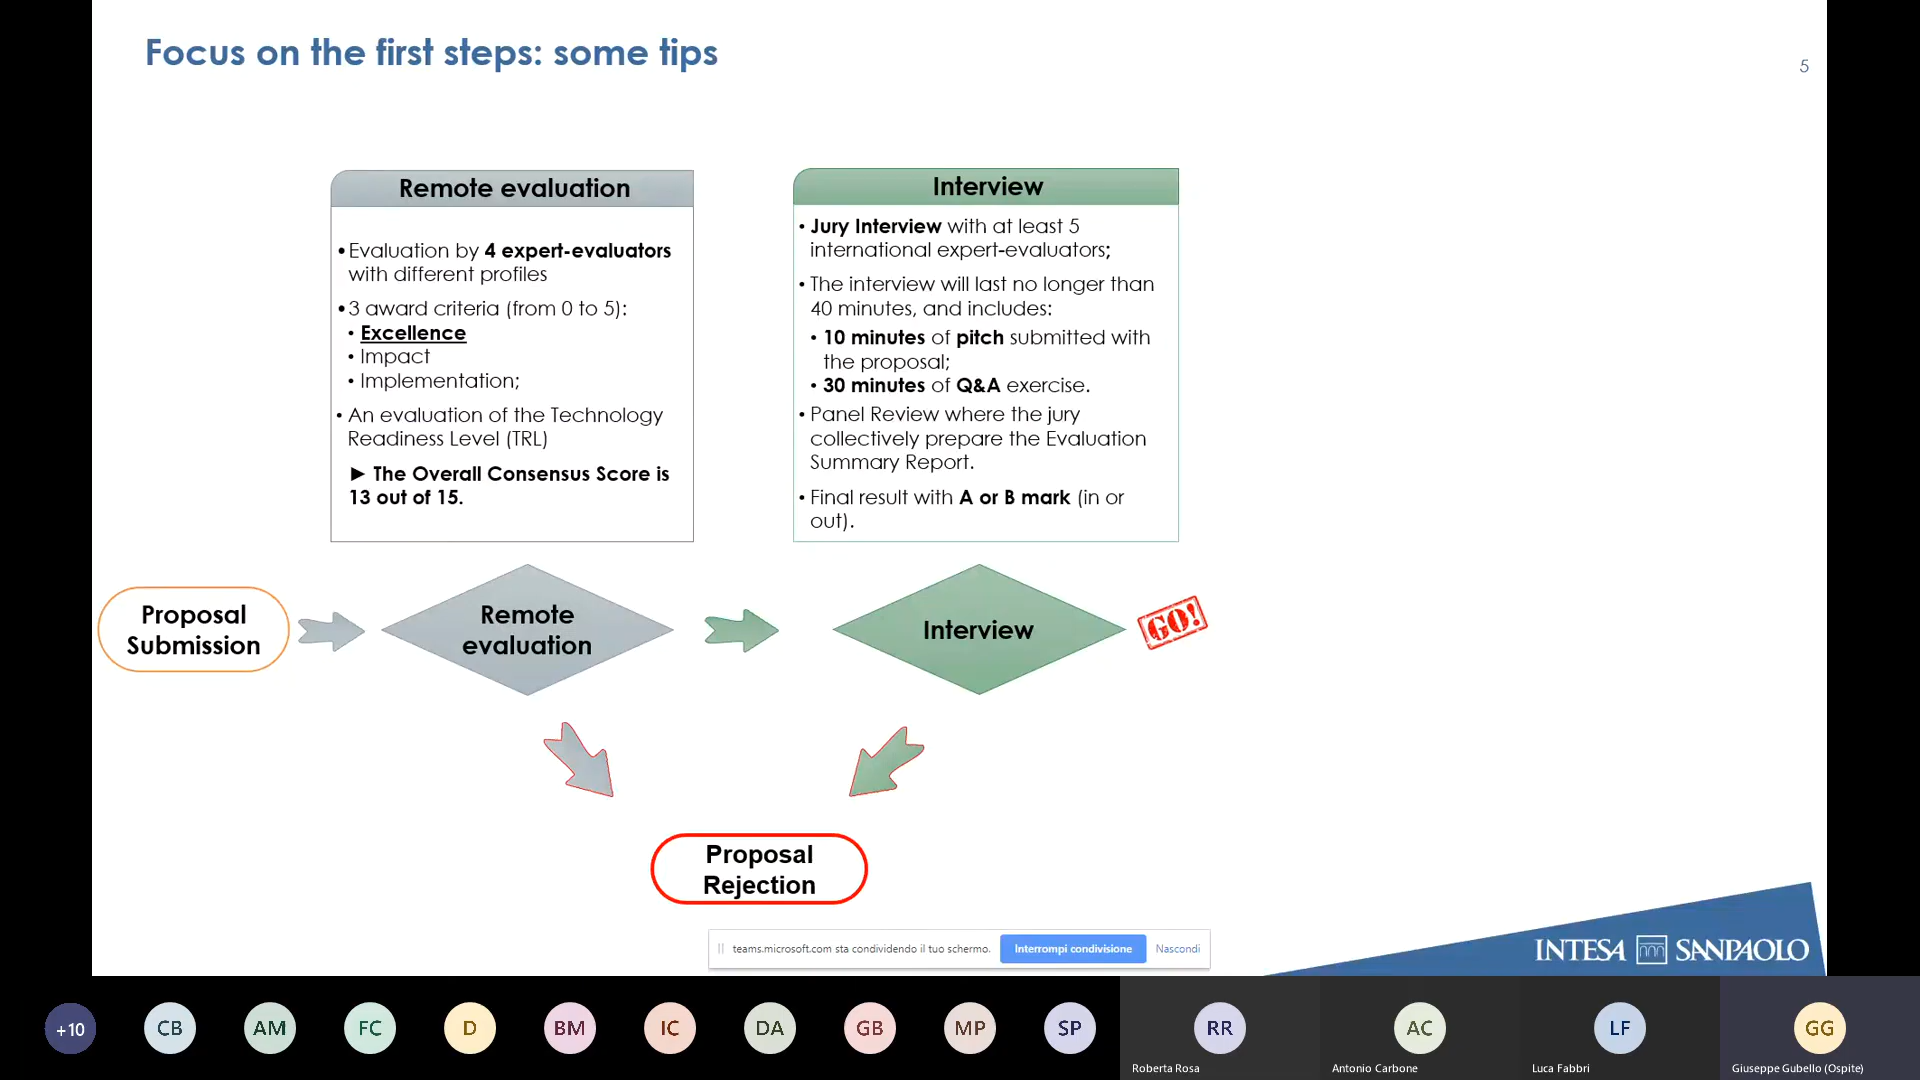 Focus on the first steps: some tips
5
Remote evaluation
•Evaluation by 4 expert-evaluators
with different profiles
•3 award criteria (from 0 to 5):
• Excellence
• Impact
• Implementation;
• An evaluation of the Technology
Readiness Level (TRL)
► The Overall Consensus Score is
13 out of 15.
Interview
• Jury Interview with at least 5
international expert-evaluators;
• The interview will last no longer than
40 minutes, and includes:
• 10 minutes of pitch submitted with
the proposal;
• 30 minutes of Q&A exercise.
• Panel Review where the jury
collectively prepare the Evaluation
Summary Report.
• Final result with A or B mark (in or
out).
Proposal
Submission
Remote
evaluation
Interview
GO!
Proposal
Rejection
teams.microsoft.com sta condividendo il tuo schermo.
Interrompi condivisione
Nascondi
INTESA SANPAOLO
+10
CB
AM
FC
D
BM
IC
DA
GB
MP
SP
RR
AC
LF
GG
Roberta Rosa
Antonio Carbone
Luca Fabbri
Giuseppe Gubello (Ospite)